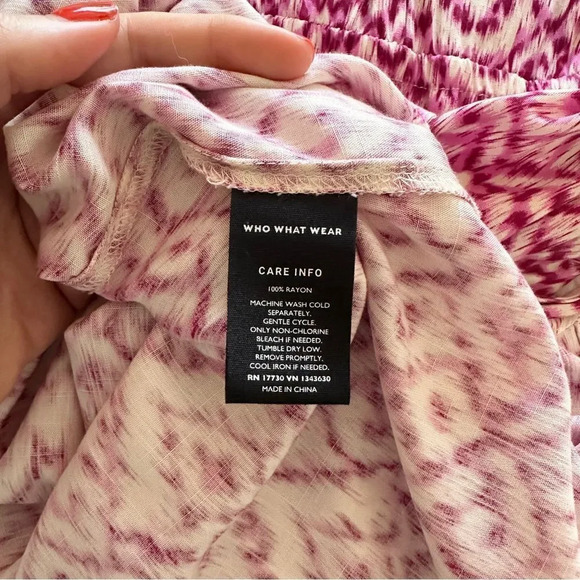 WHO WHAT WEAR
CARE INFO
100% RAYON
MACHINE WASH COLD
SEPARATELY.
GENTLE CYCLE.
ONLY NON-CHLORINE
BLEACH IF NEEDED.
TUMBLE DRY LOW.
REMOVE PROMPTLY.
COOL IRON IF NEEDED.
RN 17730 VN 1343630
MADE IN CHINA